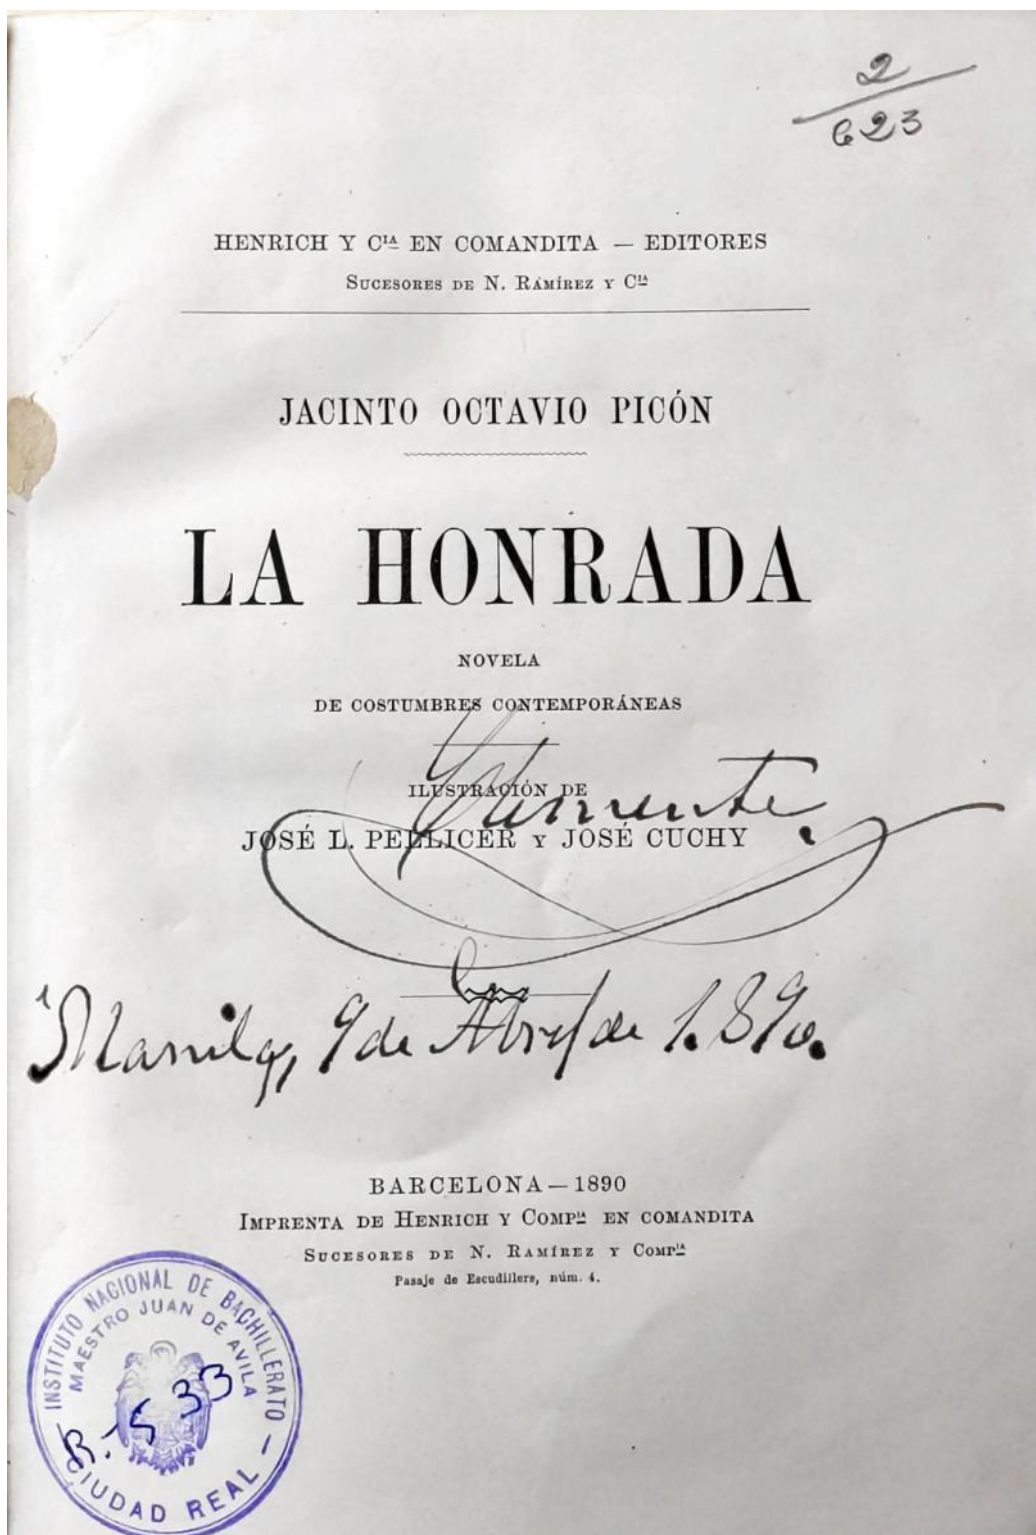 2
623
HENRICH Y Cᴵᴬ EN COMANDITA — EDITORES
SUCESORES DE N. RAMÍREZ Y Cᴵᴬ
JACINTO OCTAVIO PICÓN
LA HONRADA
NOVELA
DE COSTUMBRES CONTEMPORÁNEAS
ILUSTRACIÓN DE
JOSÉ L. PELLICER Y JOSÉ CUCHY
Manila, 9 de Abril de 1.890.
BARCELONA — 1890
IMPRENTA DE HENRICH Y COMPᴵᴬ EN COMANDITA
SUCESORES DE N. RAMÍREZ Y COMPᴵᴬ
Pasaje de Escudillers, núm. 4.
INSTITUTO NACIONAL DE BACHILLERATO
MAESTRO JUAN DE AVILA
R. 533
CIUDAD REAL